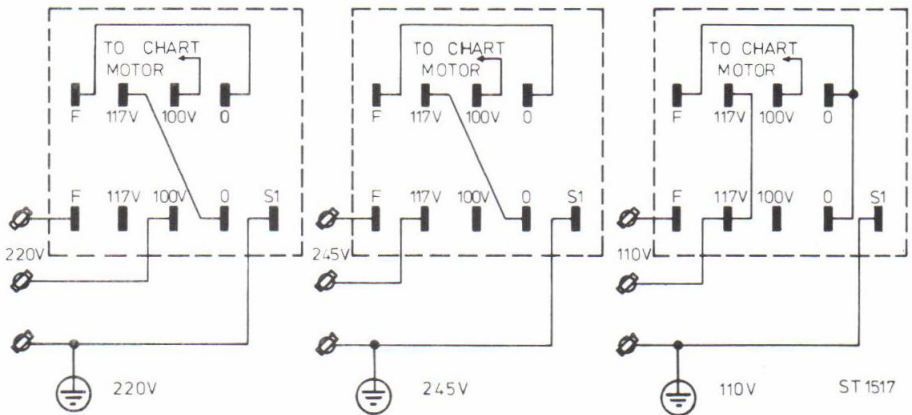 TO CHART
MOTOR
F 117V 100V 0
F 117V 100V 0 S1
220V
220V
TO CHART
MOTOR
F 117V 100V 0
F 117V 100V 0 S1
245V
245V
TO CHART
MOTOR
F 117V 100V 0
F 117V 100V 0 S1
110V
110V
ST 1517